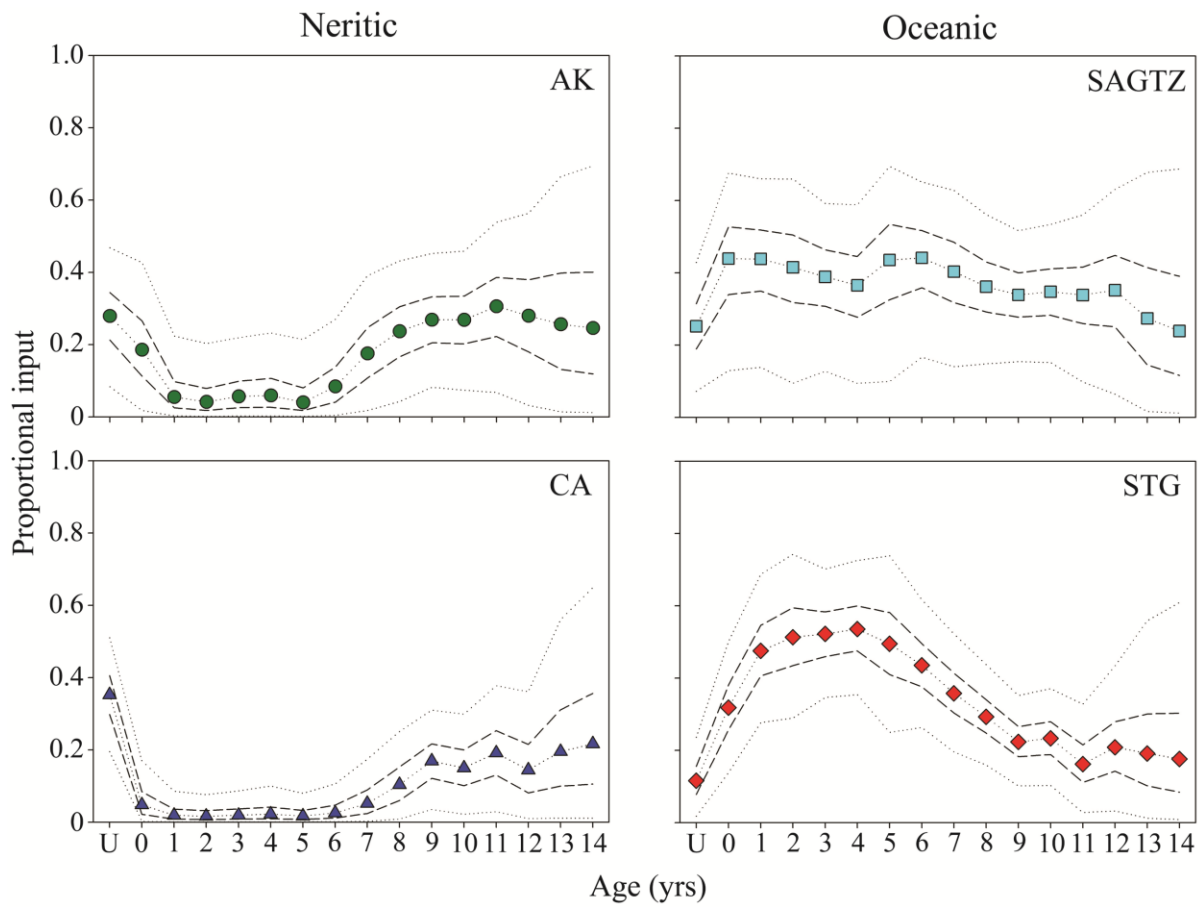 Neritic
Oceanic
1.0
0.8
0.6
0.4
0.2
0
AK
SAGTZ
1.0
0.8
0.6
0.4
0.2
0
CA
STG
Proportional input
U 0 1 2 3 4 5 6 7 8 9 10 11 12 13 14
U 0 1 2 3 4 5 6 7 8 9 10 11 12 13 14
Age (yrs)